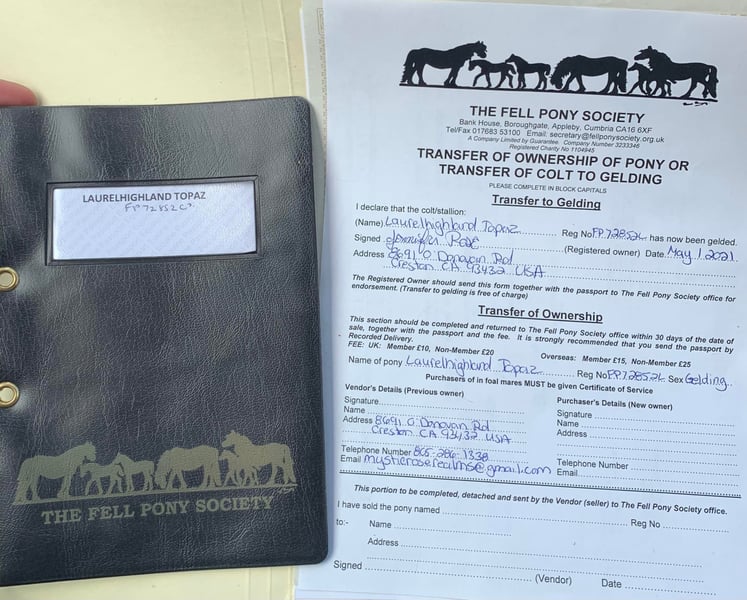 LAURELHIGHLAND TOPAZ
FP72852C
THE FELL PONY SOCIETY
THE FELL PONY SOCIETY
Bank House, Boroughgate, Appleby, Cumbria CA16 6XF
Tel/Fax 017683 53100 Email: secretary@fellponysociety.org.uk
A Company Limited by Guarantee. Company Number 3233346
Registered Charity No 1104945
TRANSFER OF OWNERSHIP OF PONY OR
TRANSFER OF COLT TO GELDING
PLEASE COMPLETE IN BLOCK CAPITALS
Transfer to Gelding
I declare that the colt/stallion:
(Name) Laurelhighland Topaz Reg No FP72852C has now been gelded.
Signed Rose (Registered owner) Date May 1. 2021
Address 8691 O Donovan Rd
Creston CA 93432 USA
The Registered Owner should send this form together with the passport to The Fell Pony Society office for
endorsement. (Transfer to gelding is free of charge)
Transfer of Ownership
This section should be completed and returned to The Fell Pony Society office within 30 days of the date of
sale, together with the passport and the fee. It is strongly recommended that you send the passport by
Recorded Delivery.
FEE: UK: Member £10, Non-Member £20 Overseas: Member £15, Non-Member £25
Name of pony Laurelhighland Topaz Reg No FP72852C Sex Gelding
Purchasers of in foal mares MUST be given Certificate of Service
Vendor's Details (Previous owner) Purchaser's Details (New owner)
Signature Signature
Name Name
Address 8691 O Donovan Rd Address
Creston CA 93432 USA
Telephone Number 805-286-1338 Telephone Number
Email mysticroserealms@gmail.com Email
This portion to be completed, detached and sent by the Vendor (seller) to The Fell Pony Society office.
I have sold the pony named Reg No
to:- Name
Address
Signed (Vendor) Date